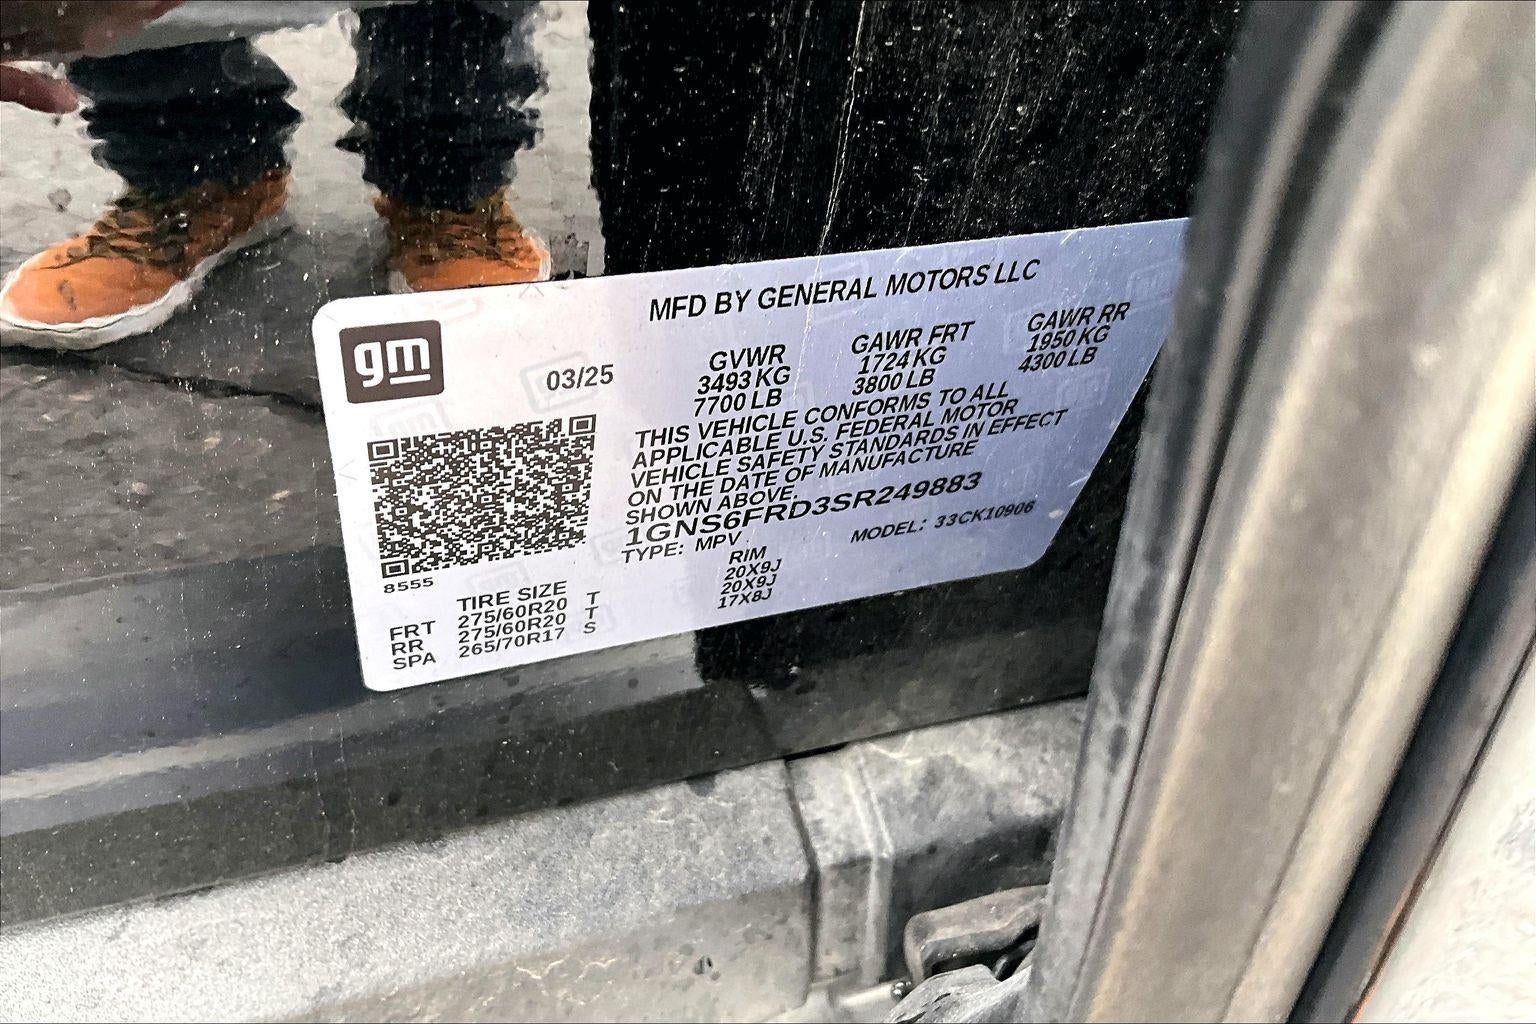 MFD BY GENERAL MOTORS LLC
gm
03/25
GVWR GAWR FRT GAWR RR
3493 KG 1724 KG 1950 KG
7700 LB 3800 LB 4300 LB
THIS VEHICLE CONFORMS TO ALL
APPLICABLE U.S. FEDERAL MOTOR
VEHICLE SAFETY STANDARDS IN EFFECT
ON THE DATE OF MANUFACTURE
SHOWN ABOVE.
1GNS6FRD3SR249883
TYPE: MPV MODEL: 33CK10906
8555
TIRE SIZE RIM
FRT 275/60R20 T 20X9J
RR 275/60R20 T 20X9J
SPA 265/70R17 S 17X8J